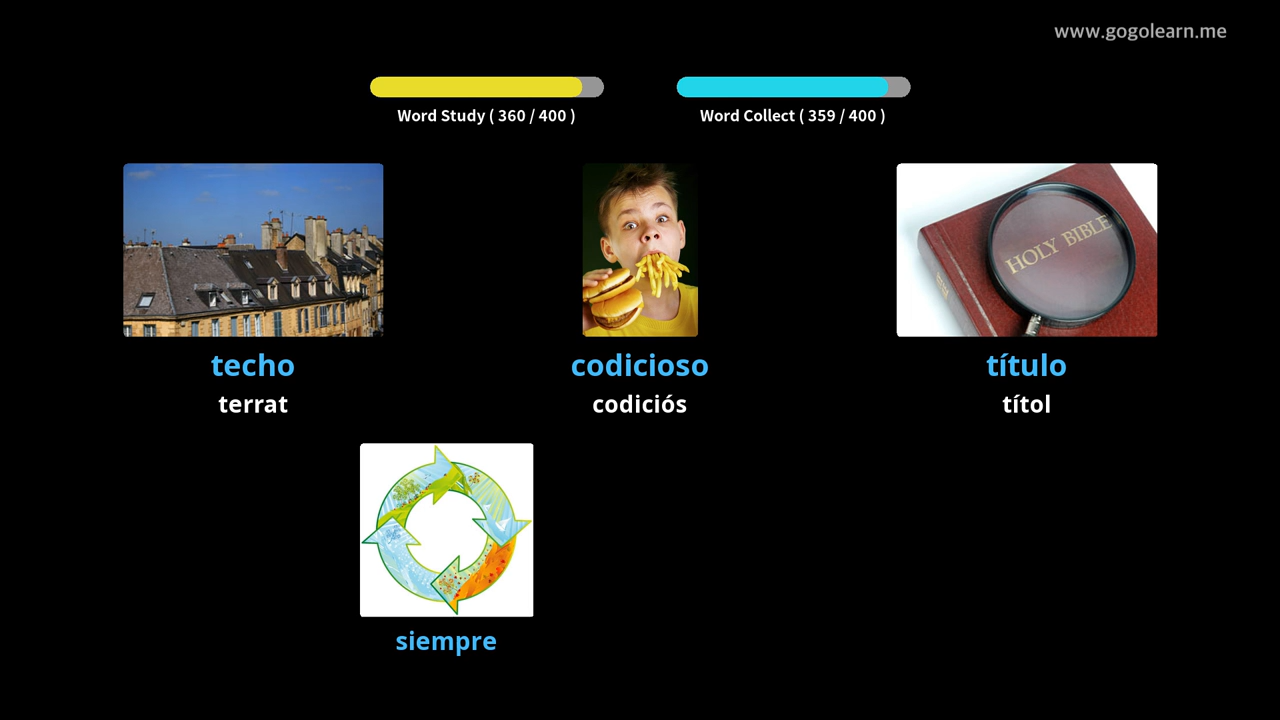 www.gogolearn.me
Word Study ( 360 / 400 )
Word Collect ( 359 / 400 )
HOLY BIBLE
techo
codicioso
título
terrat
codiciós
títol
siempre